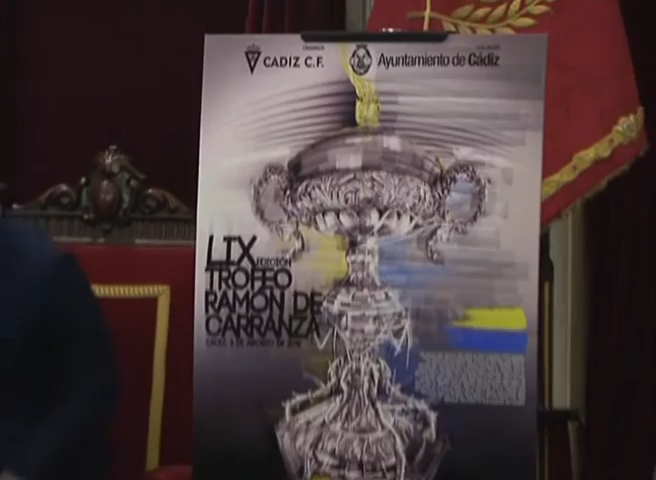 CADIZ C.F.
Ayuntamiento de Cádiz
LIX EDICIÓN
TROFEO
RAMÓN DE
CARRANZA